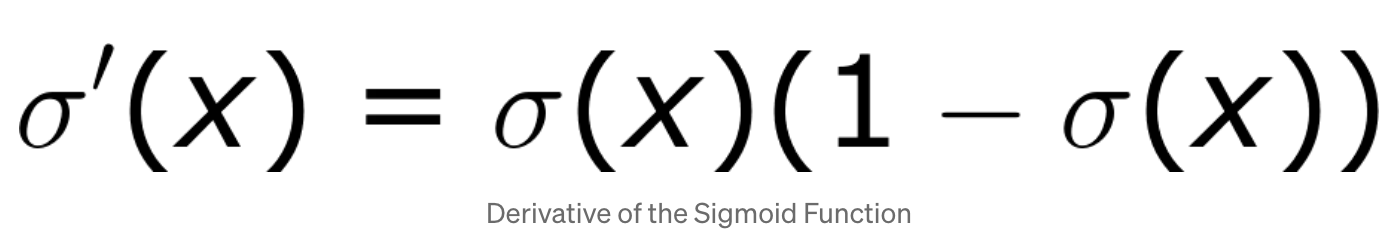 σ′(x) = σ(x)(1 − σ(x))
Derivative of the Sigmoid Function